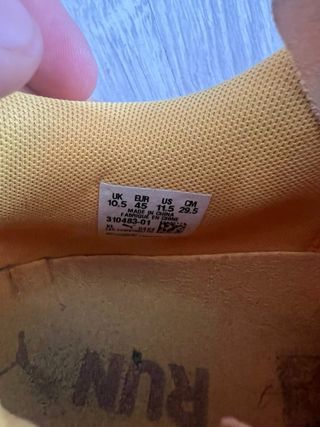 UK EUR US CM
10.5 45 11.5 29.5
MADE IN CHINA
FABRIQUÉ EN CHINE
310483-01
RUN